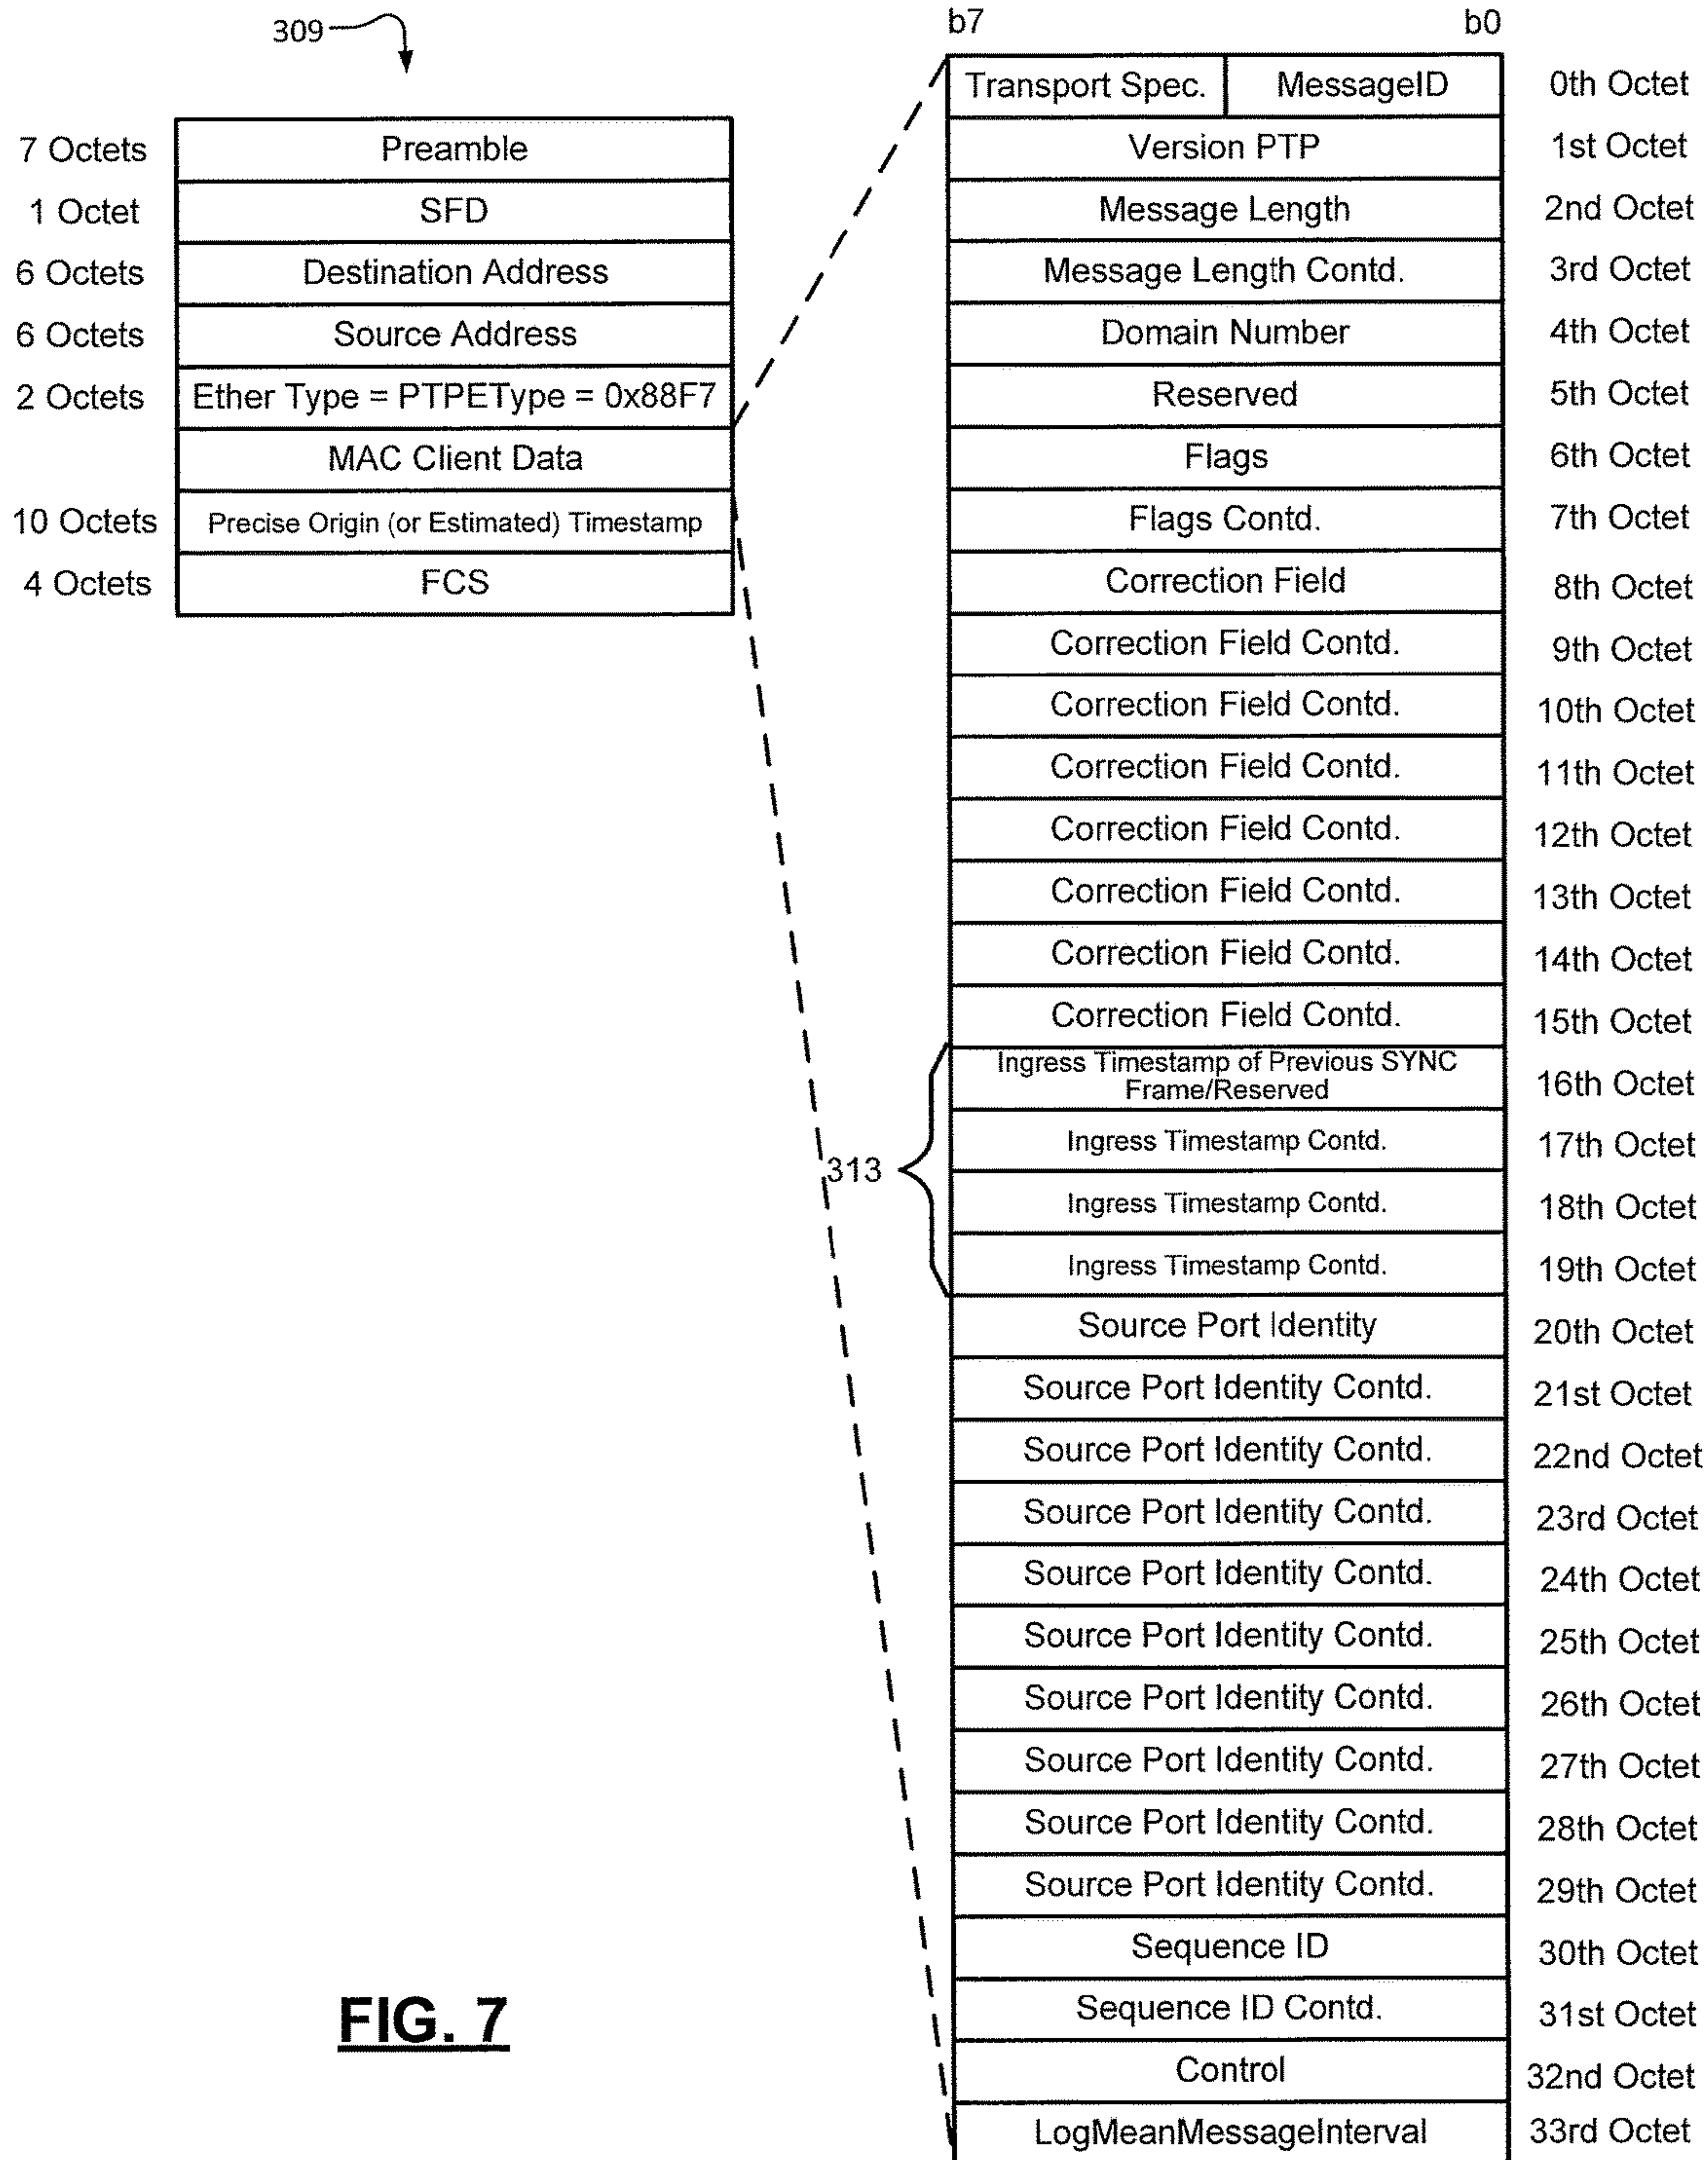 309
7 Octets Preamble
1 Octet SFD
6 Octets Destination Address
6 Octets Source Address
2 Octets Ether Type = PTPEType = 0x88F7
MAC Client Data
10 Octets Precise Origin (or Estimated) Timestamp
4 Octets FCS
b7 b0
Transport Spec. MessageID 0th Octet
Version PTP 1st Octet
Message Length 2nd Octet
Message Length Contd. 3rd Octet
Domain Number 4th Octet
Reserved 5th Octet
Flags 6th Octet
Flags Contd. 7th Octet
Correction Field 8th Octet
Correction Field Contd. 9th Octet
Correction Field Contd. 10th Octet
Correction Field Contd. 11th Octet
Correction Field Contd. 12th Octet
Correction Field Contd. 13th Octet
Correction Field Contd. 14th Octet
Correction Field Contd. 15th Octet
Ingress Timestamp of Previous SYNC
Frame/Reserved 16th Octet
Ingress Timestamp Contd. 17th Octet
313
Ingress Timestamp Contd. 18th Octet
Ingress Timestamp Contd. 19th Octet
Source Port Identity 20th Octet
Source Port Identity Contd. 21st Octet
Source Port Identity Contd. 22nd Octet
Source Port Identity Contd. 23rd Octet
Source Port Identity Contd. 24th Octet
Source Port Identity Contd. 25th Octet
Source Port Identity Contd. 26th Octet
Source Port Identity Contd. 27th Octet
Source Port Identity Contd. 28th Octet
Source Port Identity Contd. 29th Octet
Sequence ID 30th Octet
Sequence ID Contd. 31st Octet
Control 32nd Octet
LogMeanMessageInterval 33rd Octet
FIG. 7